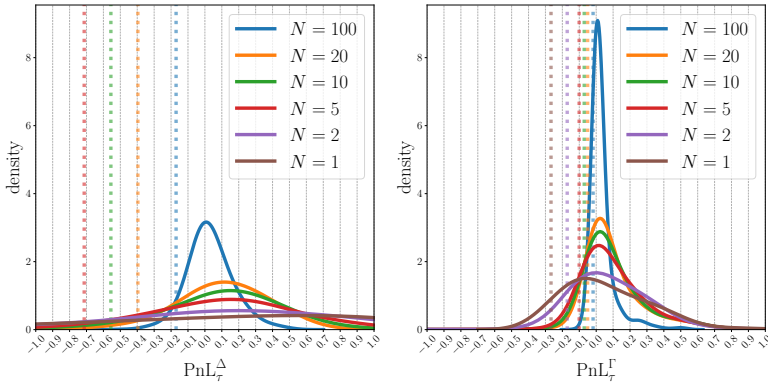 8
6
4
2
0
density
N = 100
N = 20
N = 10
N = 5
N = 2
N = 1
−1.0 −0.9 −0.8 −0.7 −0.6 −0.5 −0.4 −0.3 −0.2 −0.1 0.0 0.1 0.2 0.3 0.4 0.5 0.6 0.7 0.8 0.9 1.0
PnL_τ^Δ
8
6
4
2
0
density
N = 100
N = 20
N = 10
N = 5
N = 2
N = 1
−1.0 −0.9 −0.8 −0.7 −0.6 −0.5 −0.4 −0.3 −0.2 −0.1 0.0 0.1 0.2 0.3 0.4 0.5 0.6 0.7 0.8 0.9 1.0
PnL_τ^Γ